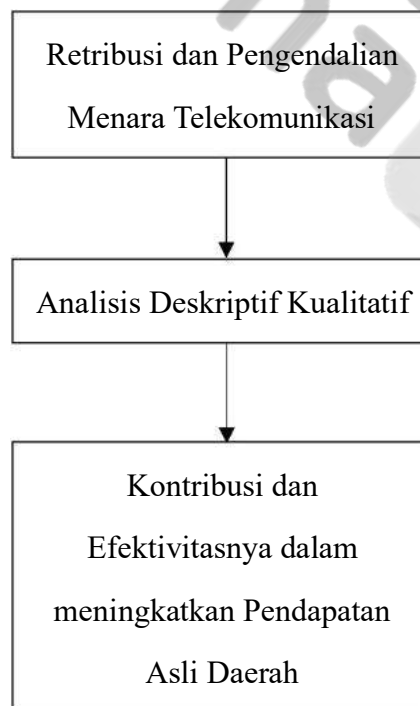 Retribusi dan Pengendalian
Menara Telekomunikasi
Analisis Deskriptif Kualitatif
Kontribusi dan
Efektivitasnya dalam
meningkatkan Pendapatan
Asli Daerah